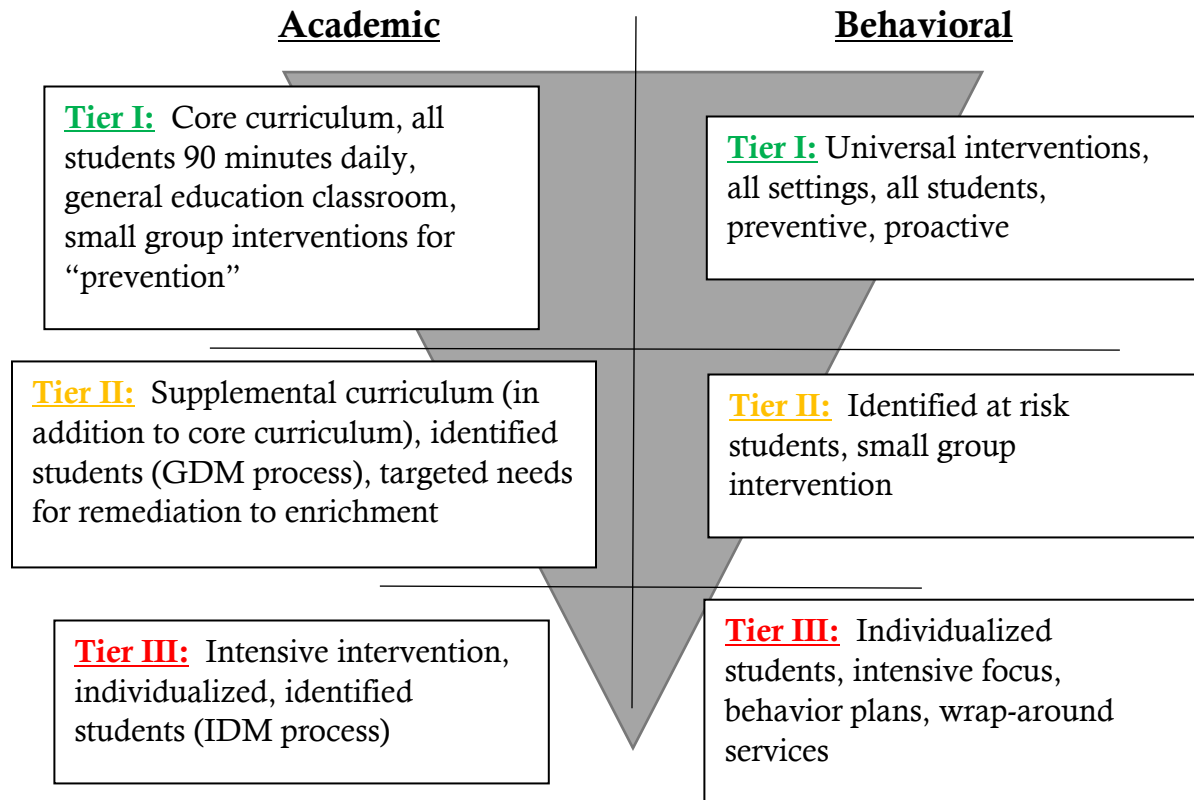 Academic
Behavioral
Tier I: Core curriculum, all
students 90 minutes daily,
general education classroom,
small group interventions for
“prevention”
Tier I: Universal interventions,
all settings, all students,
preventive, proactive
Tier II: Supplemental curriculum (in
addition to core curriculum), identified
students (GDM process), targeted needs
for remediation to enrichment
Tier II: Identified at risk
students, small group
intervention
Tier III: Intensive intervention,
individualized, identified
students (IDM process)
Tier III: Individualized
students, intensive focus,
behavior plans, wrap-around
services